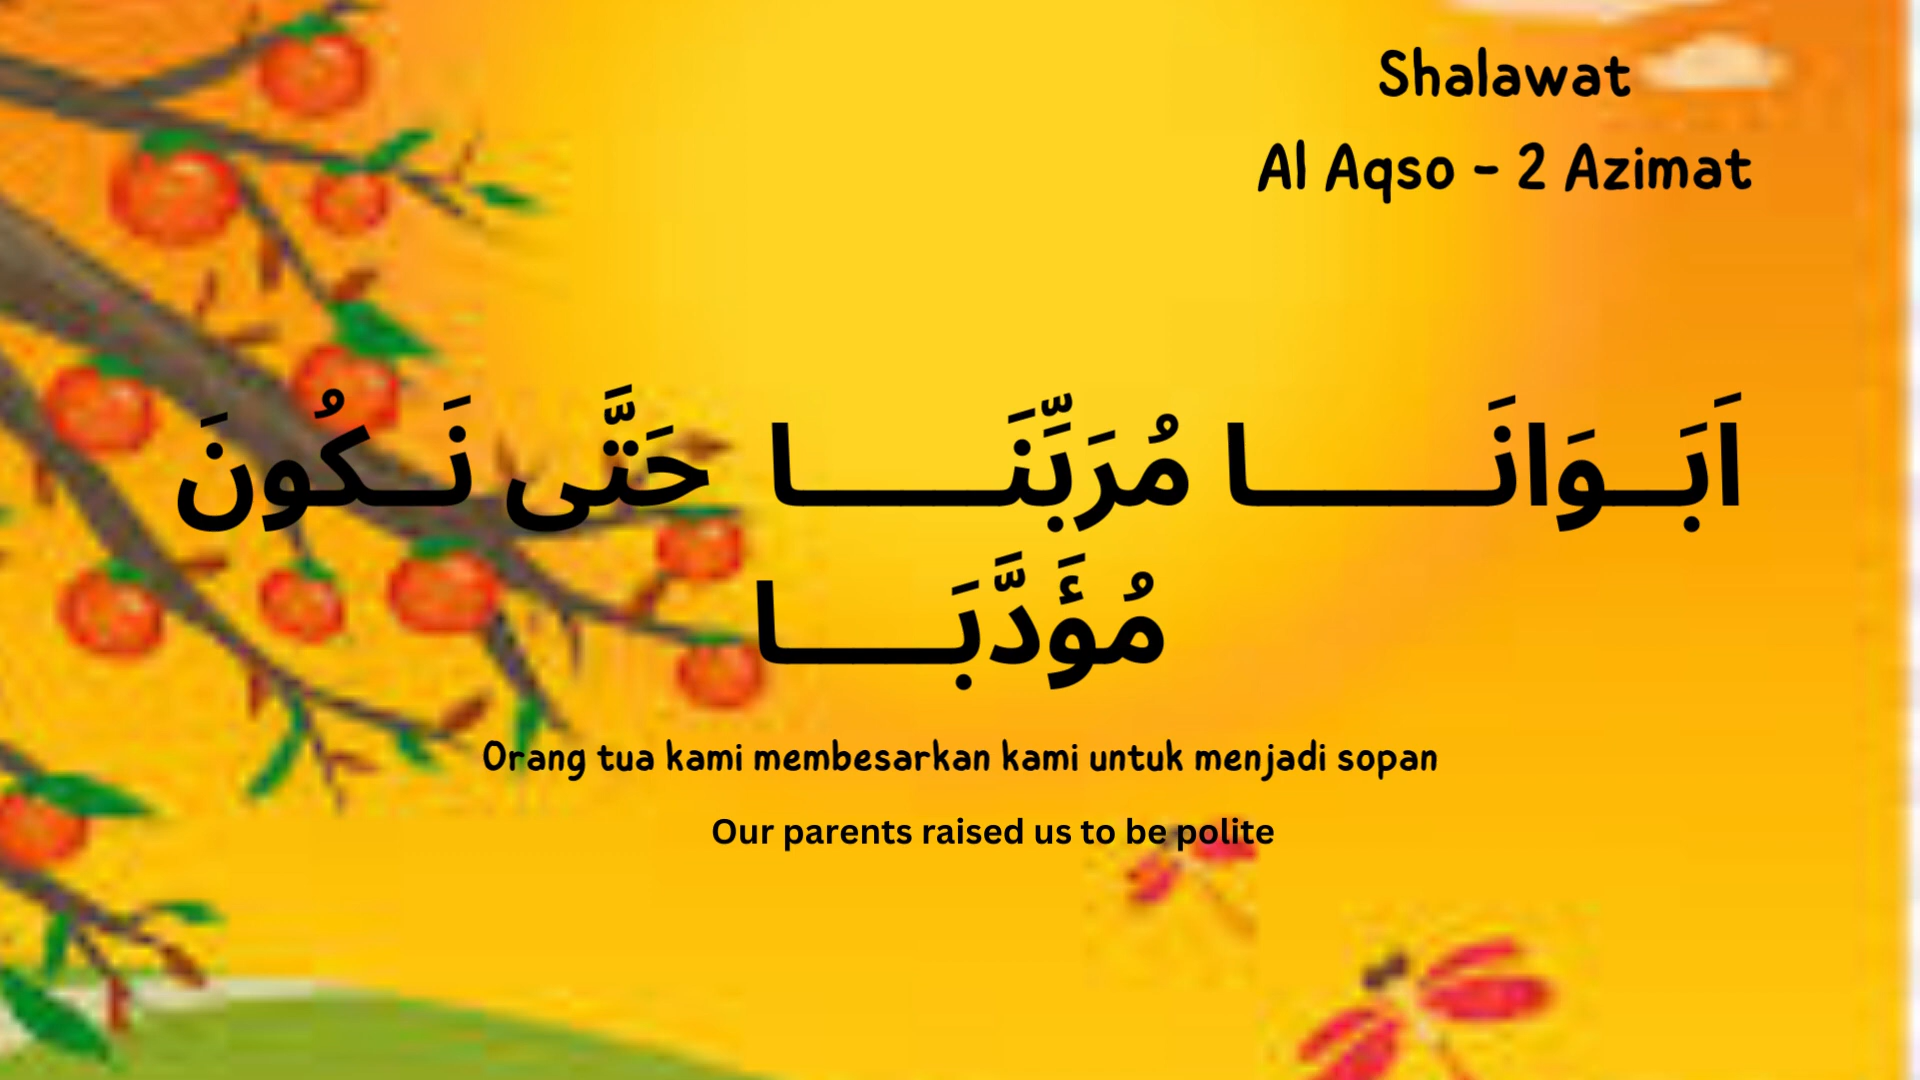 Shalawat
Al Aqso - 2 Azimat
اَبَــوَانَـــــــا مُرَبِّنَــــــا حَتَّى نَــكُونَ
مُؤَدَّبَـــــا
Orang tua kami membesarkan kami untuk menjadi sopan
Our parents raised us to be polite